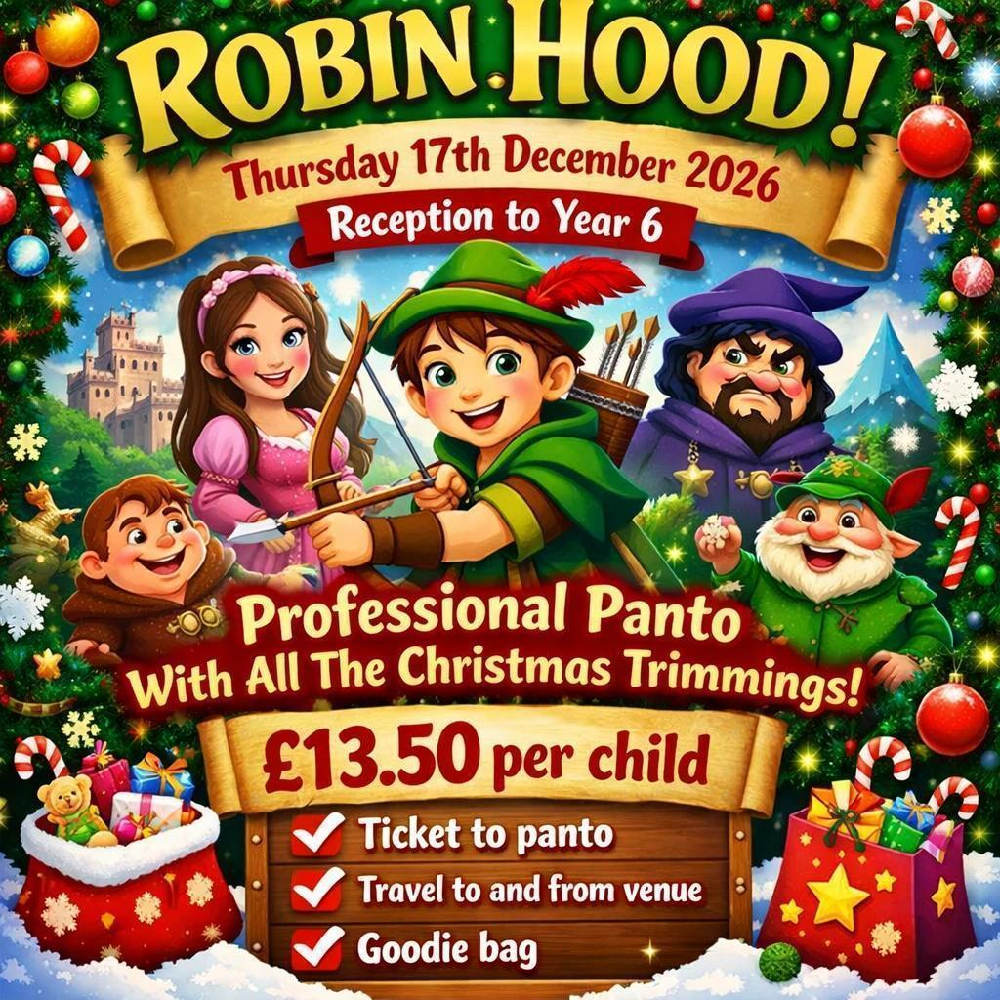 ROBIN HOOD!
Thursday 17th December 2026
Reception to Year 6
Professional Panto
With All The Christmas Trimmings!
£13.50 per child
Ticket to panto
Travel to and from venue
Goodie bag